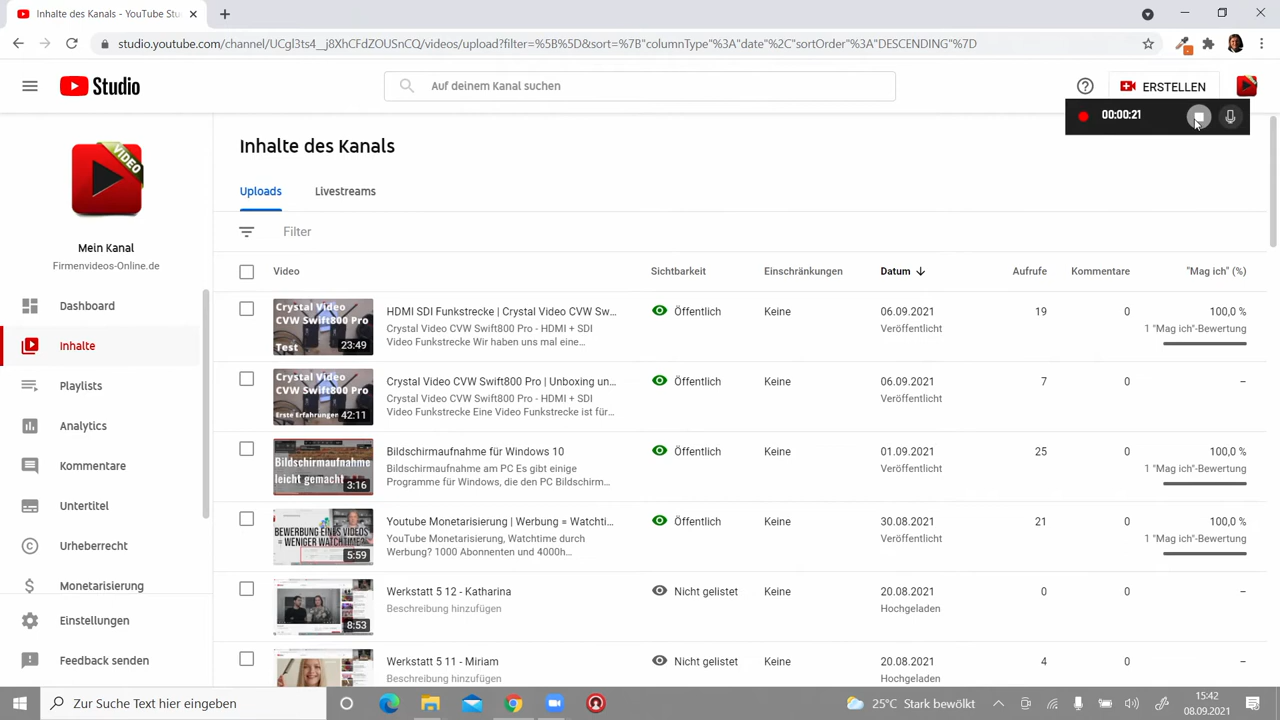 Inhalte des Kanals - YouTube Stu
UCgl3ts4_j8XhCFdZOUSnCQ/videos/upload?filter=%5B%5D&sort=%7B"columnType"%3A"date"%2C"sortOrder"%3A"DESCENDING"%7D
Studio
Auf deinem Kanal suchen
ERSTELLEN
00:00:21
VIDEO
Mein Kanal
Firmenvideos-Online.de
Dashboard
Inhalte
Playlists
Analytics
Kommentare
Untertitel
Urheberrecht
Monetarisierung
Einstellungen
Feedback senden
Inhalte des Kanals
Uploads Livestreams
Filter
Video Sichtbarkeit Einschränkungen Datum Aufrufe Kommentare "Mag ich" (%)
Crystal Video
CVW Swift800 Pro
Test
23:49
HDMI SDI Funkstrecke | Crystal Video CVW Sw… Öffentlich Keine 06.09.2021 19 0 100,0 %
Crystal Video CVW Swift800 Pro - HDMI + SDI Veröffentlicht 1 "Mag ich"-Bewertung
Video Funkstrecke Wir haben uns mal eine…
Crystal Video
CVW Swift800 Pro
Erste Erfahrungen 42:11
Crystal Video CVW Swift800 Pro | Unboxing un… Öffentlich Keine 2021 0 –
Crystal Video CVW Swift800 Pro - HDMI + SDI Veröffentlicht
Video Funkstrecke Eine Video Funkstrecke ist für…
Bildschirmaufnahme
leicht gemacht
3:16
Bildschirmaufnahme für Windows 10 Öffentlich Keine 01.09.2021 25 0 100,0 %
Bildschirmaufnahme am PC Es gibt einige Veröffentlicht 1 "Mag ich"-Bewertung
Programme für Windows, die den PC Bildschirm…
BEWERBUNG EINES VIDEOS
= WENIGER WATCHTIME?
5:59
Youtube Monetarisierung | Werbung = Watchti… Öffentlich Keine 30.08.2021 0 100,0 %
YouTube Monetarisierung, Watchtime durch Veröffentlicht 1 "Mag ich"-Bewertung
Werbung? 1000 Abonnenten und 4000h…
8:53
Werkstatt 5 12 - Katharina Nicht gelistet Keine 20.08.2021 0 0 –
Beschreibung hinzufügen Hochgeladen
Werkstatt 5 11 - Miriam Nicht gelistet Keine 20.08.2021 4 0 –
Beschreibung hinzufügen Hochgeladen
Zur Suche Text hier eingeben
25°C Stark bewölkt
15:42
08.09.2021